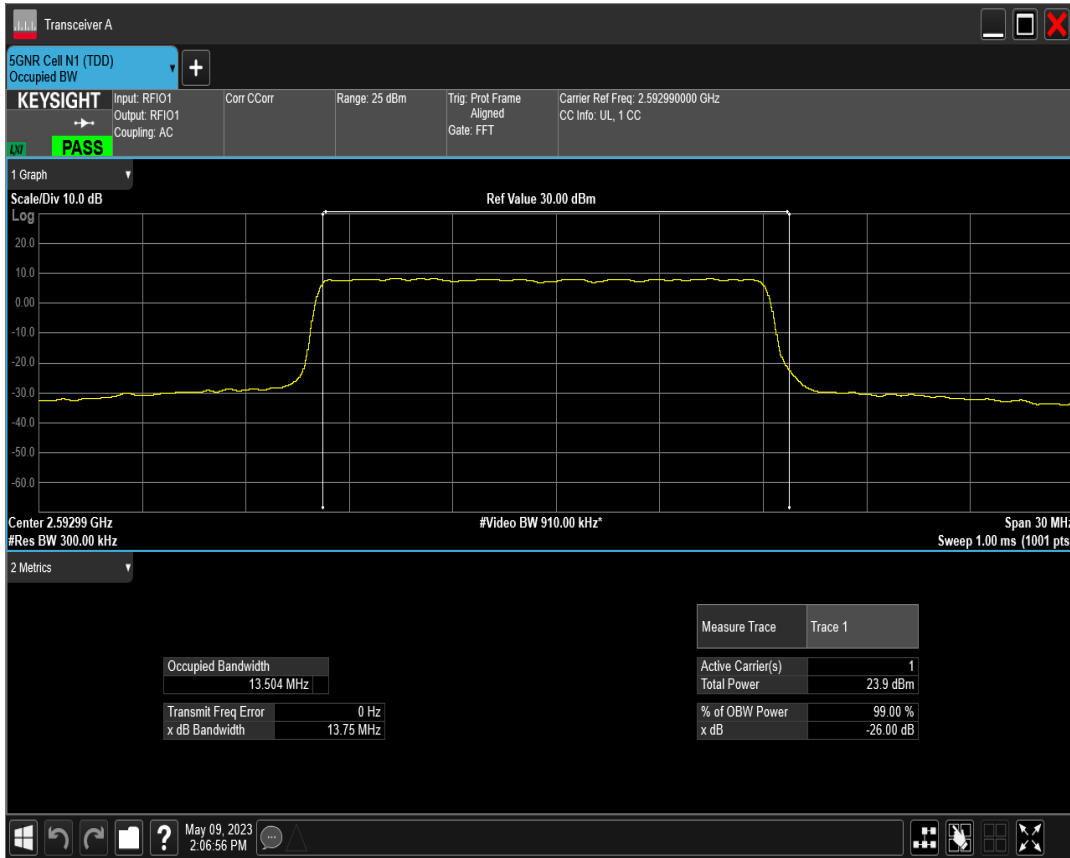 Transceiver A
5GNR Cell N1 (TDD)
Occupied BW
+
KEYSIGHT
LXI
PASS
Input: RFIO1
Output: RFIO1
Coupling: AC
Corr CCorr
Range: 25 dBm
Trig: Prot Frame
Aligned
Gate: FFT
Carrier Ref Freq: 2.592990000 GHz
CC Info: UL, 1 CC
1 Graph
Scale/Div 10.0 dB
Ref Value 30.00 dBm
Log
20.0
10.0
0.00
-10.0
-20.0
-30.0
-40.0
-50.0
-60.0
Center 2.59299 GHz
#Video BW 910.00 kHz*
Span 30 MHz
#Res BW 300.00 kHz
Sweep 1.00 ms (1001 pts
2 Metrics
Measure Trace Trace 1
Occupied Bandwidth
13.504 MHz
Active Carrier(s) 1
Total Power 23.9 dBm
Transmit Freq Error 0 Hz
x dB Bandwidth 13.75 MHz
% of OBW Power 99.00 %
x dB -26.00 dB
?
May 09, 2023
2:06:56 PM